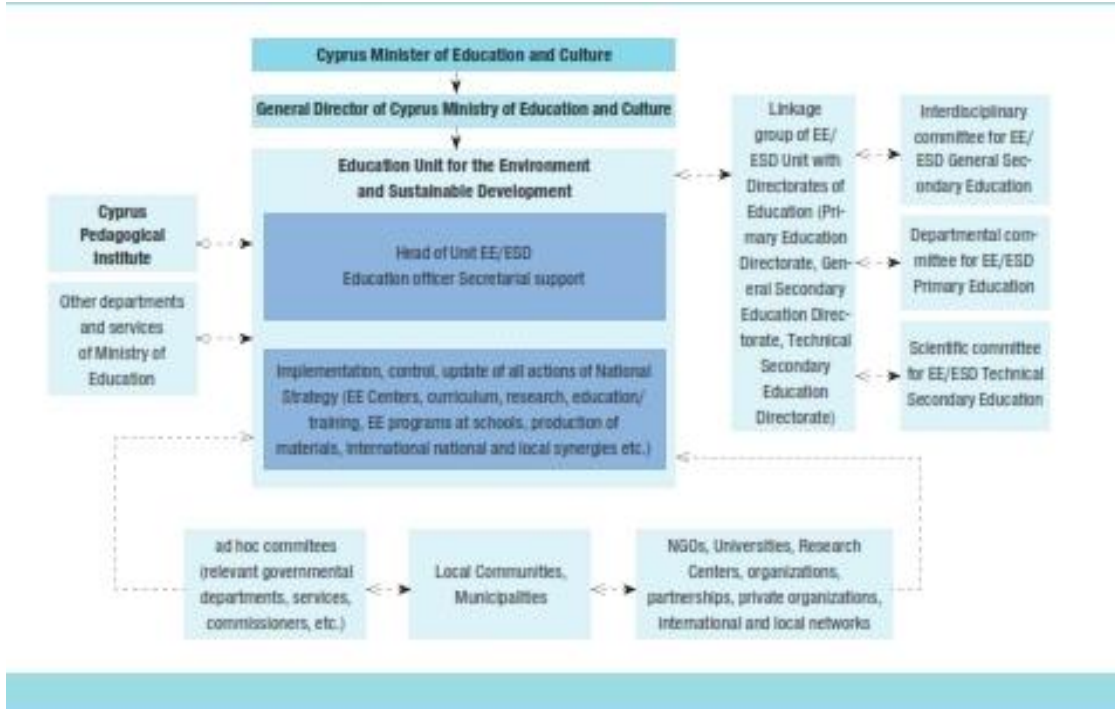 Cyprus Minister of Education and Culture
General Director of Cyprus Ministry of Education and Culture
Education Unit for the Environment
and Sustainable Development
Head of Unit EE/ESD
Education officer Secretarial support
Implementation, control, update of all actions of National
Strategy (EE Centers, curriculum, research, education/
training, EE programs at schools, production of
materials, international national and local synergies etc.)
Cyprus
Pedagogical
Institute
Other departments
and services
of Ministry of
Education
Linkage
group of EE/
ESD Unit with
Directorates of
Education (Pri-
mary Education
Directorate, Gen-
eral Secondary
Education Direc-
torate, Technical
Secondary
Education
Directorate)
Interdisciplinary
committee for EE/
ESD General Sec-
ondary Education
Departmental com-
mittee for EE/ESD
Primary Education
Scientific committee
for EE/ESD Technical
Secondary Education
ad hoc commitees
(relevant governmental
departments, services,
commissioners, etc.)
Local Communities,
Municipalities
NGOs, Universities, Research
Centers, organizations,
partnerships, private organizations,
international and local networks